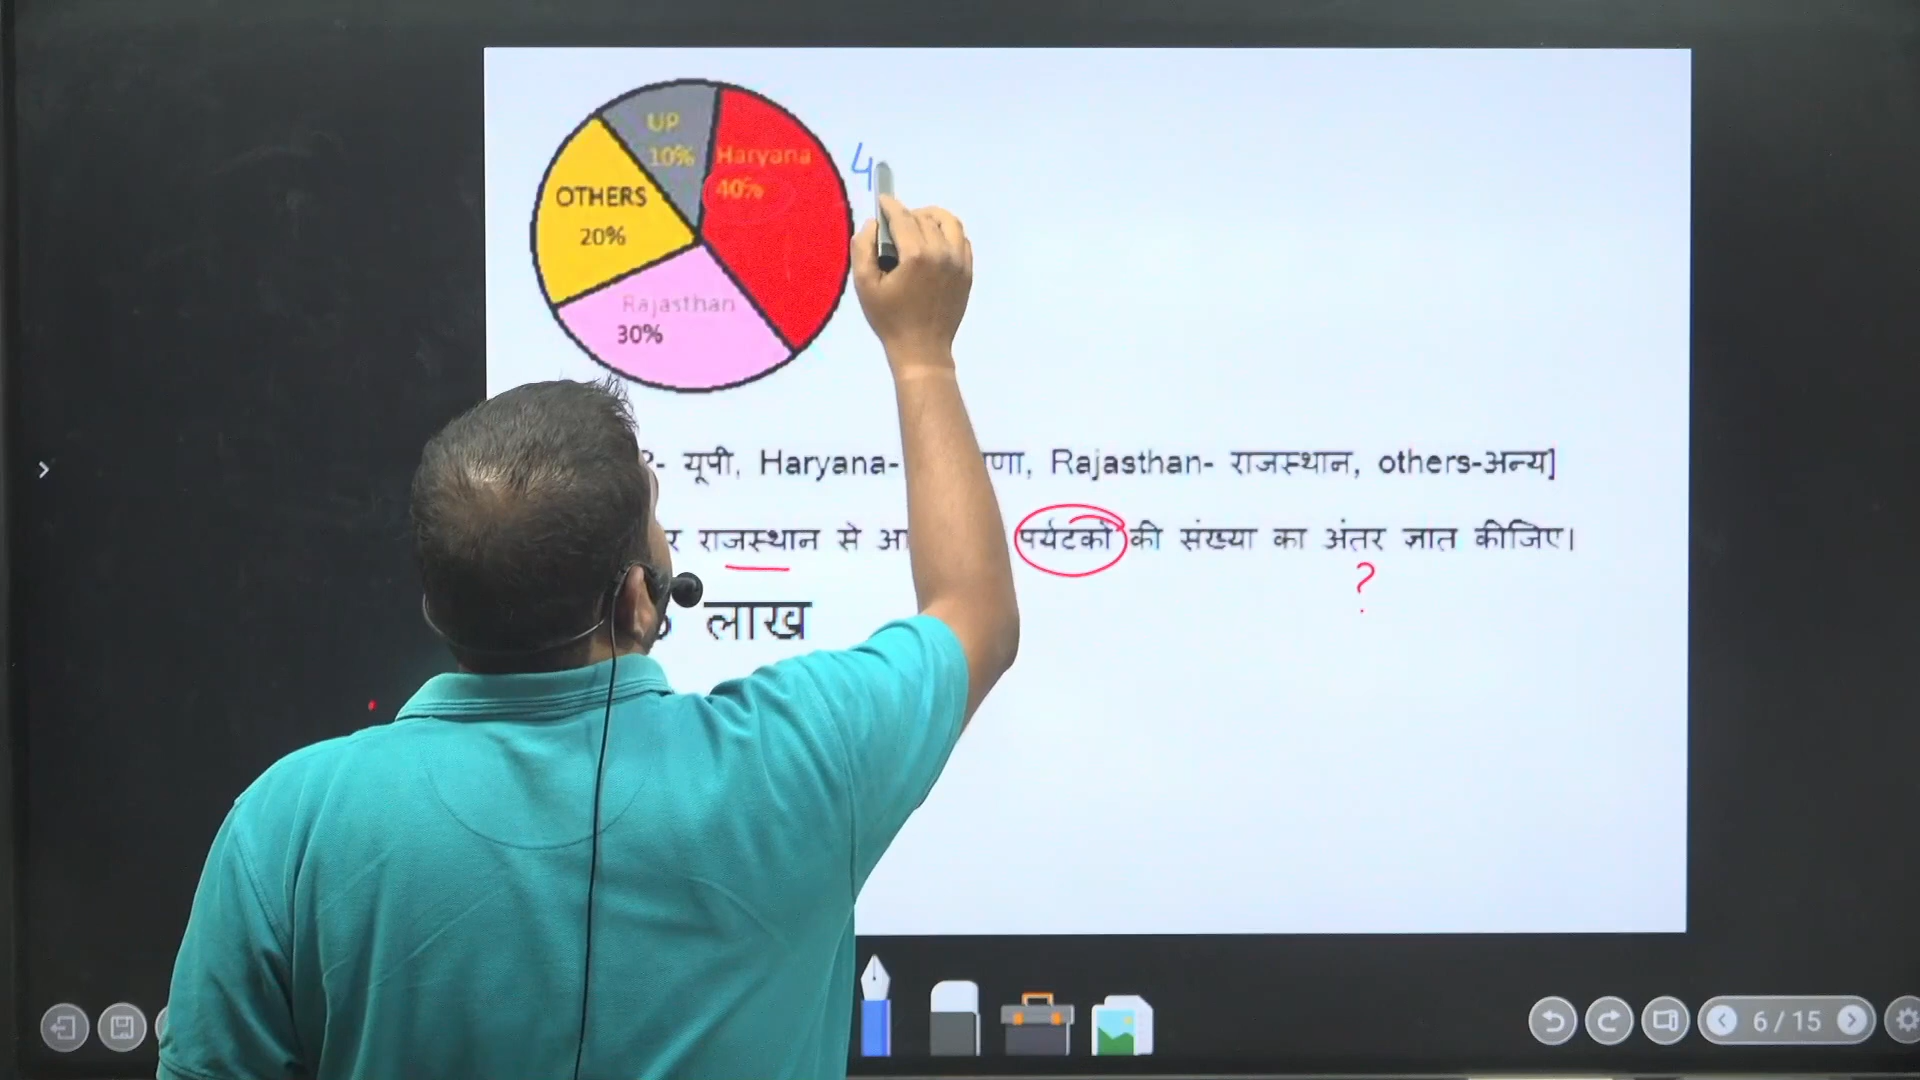 UP
10%
Haryana
40%
4
OTHERS
20%
Rajasthan
30%
यूपी, Haryana- Rajasthan- राजस्थान, others-अन्य]
राजस्थान से पर्यटकों की संख्या का अंतर ज्ञात कीजिए।
?
लाख
6 / 15